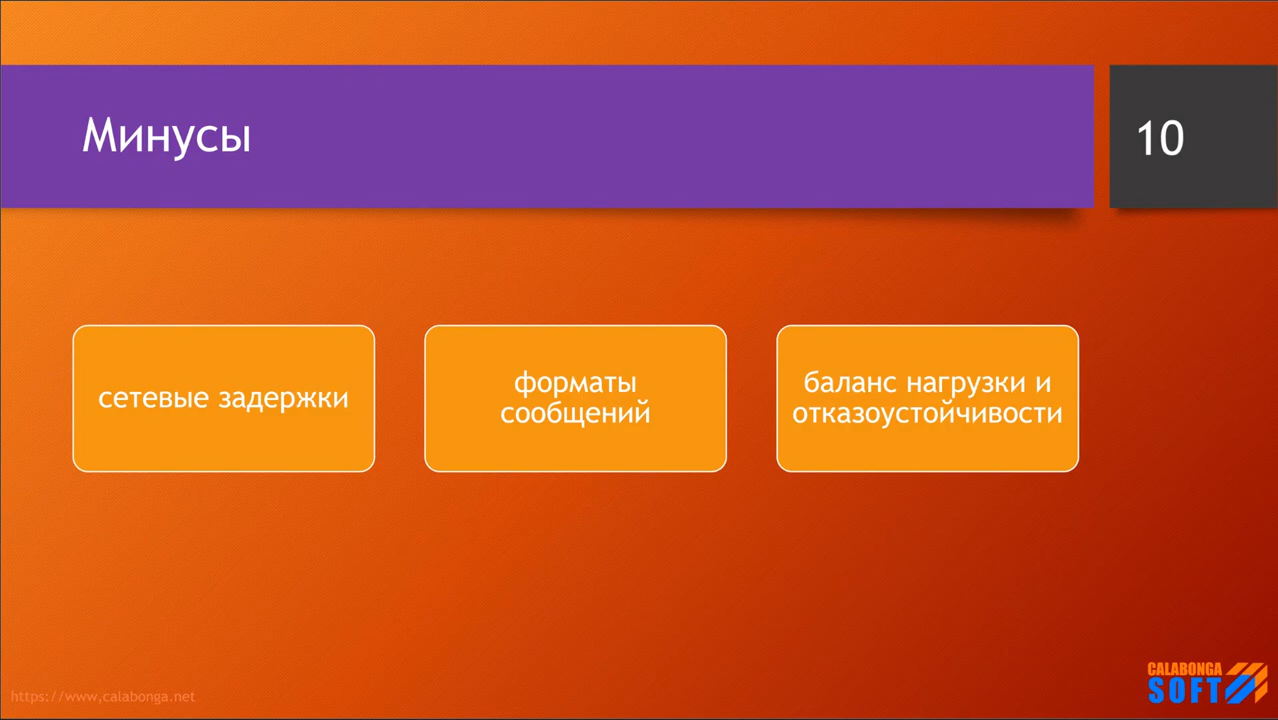 Минусы
10
сетевые задержки
форматы
сообщений
баланс нагрузки и
отказоустойчивости
https://www.calabonga.net
CALABONGA
SOFT